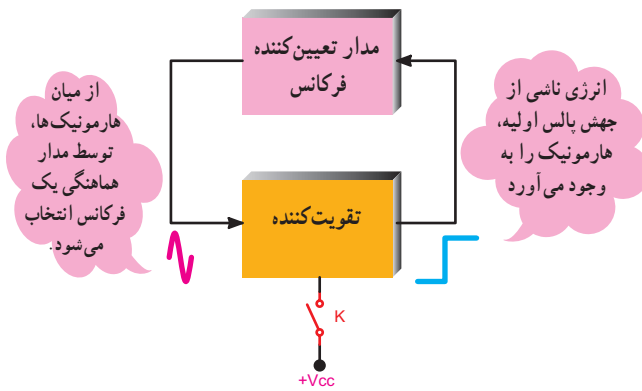 مدار تعیین‌کننده
فرکانس
انرژی ناشی از
جهش پالس اولیه،
هارمونیک را به
وجود می‌آورد
از میان
هارمونیک‌ها،
توسط مدار
هماهنگی یک
فرکانس انتخاب
می‌شود.
تقویت‌کننده
K
+Vcc